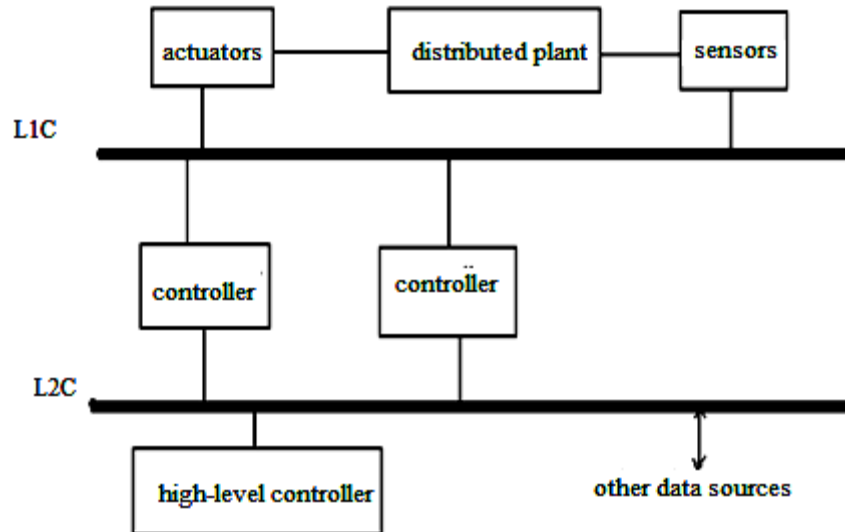 actuators
distributed plant
sensors
L1C
controller
controller
L2C
high-level controller
other data sources